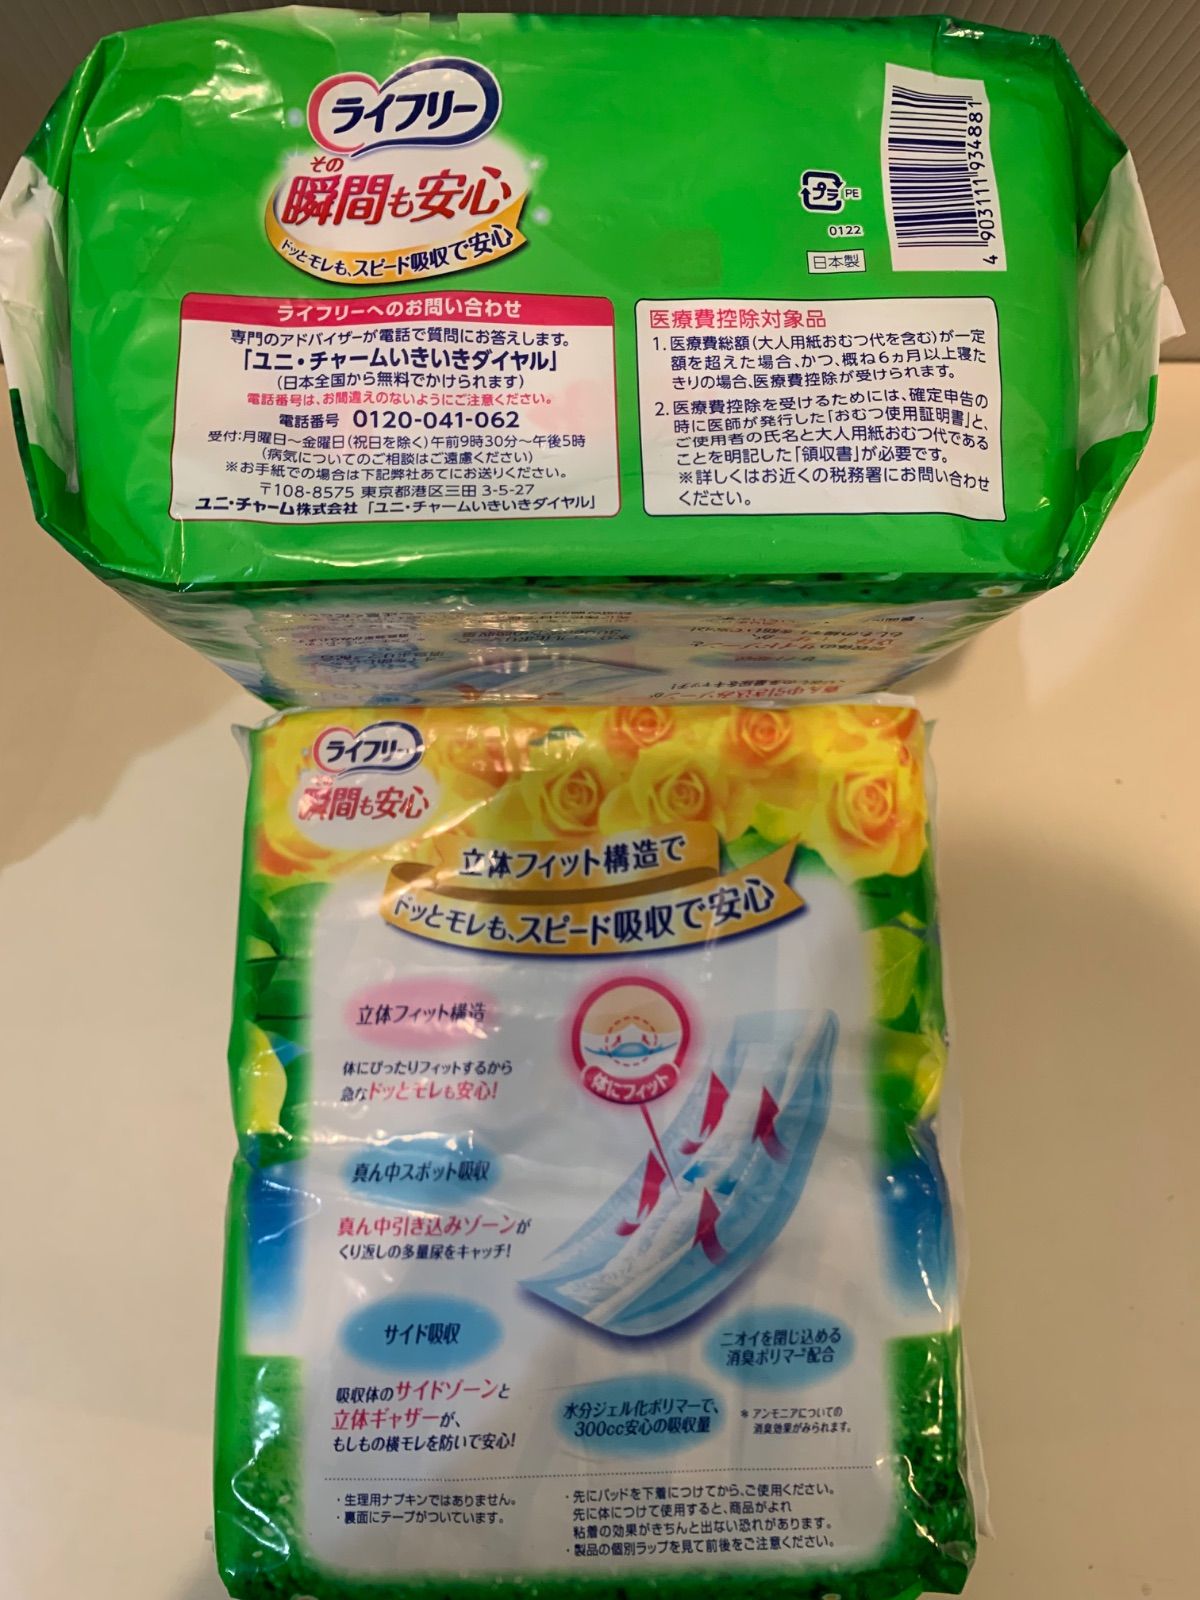 ライフリー
その
瞬間も安心
ドッとモレも、スピード吸収で安心
プラ PE
0122
日本製
4 903111 934881
ライフリーへのお問い合わせ
専門のアドバイザーが電話で質問にお答えします。
「ユニ・チャームいきいきダイヤル」
(日本全国から無料でかけられます)
電話番号は、お間違えのないようにご注意ください。
電話番号 0120-041-062
受付:月曜日~金曜日(祝日を除く)午前9時30分~午後5時
(病気についてのご相談はご遠慮ください)
※お手紙での場合は下記弊社あてにお送りください。
〒108-8575 東京都港区三田 3-5-27
ユニ・チャーム株式会社 「ユニ・チャームいきいきダイヤル」
医療費控除対象品
1. 医療費総額(大人用紙おむつ代を含む)が一定
額を超えた場合、かつ、概ね6ヵ月以上寝た
きりの場合、医療費控除が受けられます。
2. 医療費控除を受けるためには、確定申告の
時に医師が発行した「おむつ使用証明書」と、
ご使用者の氏名と大人用紙おむつ代である
ことを明記した「領収書」が必要です。
※詳しくはお近くの税務署にお問い合わせ
ください。
ライフリー
その
瞬間も安心
立体フィット構造で
ドッとモレも、スピード吸収で安心
立体フィット構造
体にぴったりフィットするから
急なドッとモレも安心!
体にフィット
真ん中スポット吸収
真ん中引き込みゾーンが
くり返しの多量尿をキャッチ!
サイド吸収
吸収体のサイドゾーンと
立体ギャザーが、
もしもの横モレを防いで安心!
ニオイを閉じ込める
消臭ポリマー配合
水分ジェル化ポリマーで、
300cc安心の吸収量
※アンモニアについての
消臭効果がみられます。
・生理用ナプキンではありません。
・裏面にテープがついています。
・先にパッドを下着につけてから、ご使用ください。
先に体につけて使用すると、商品がよれ
粘着の効果がきちんと出ない恐れがあります。
・製品の個別ラップを見て前後をご注意ください。